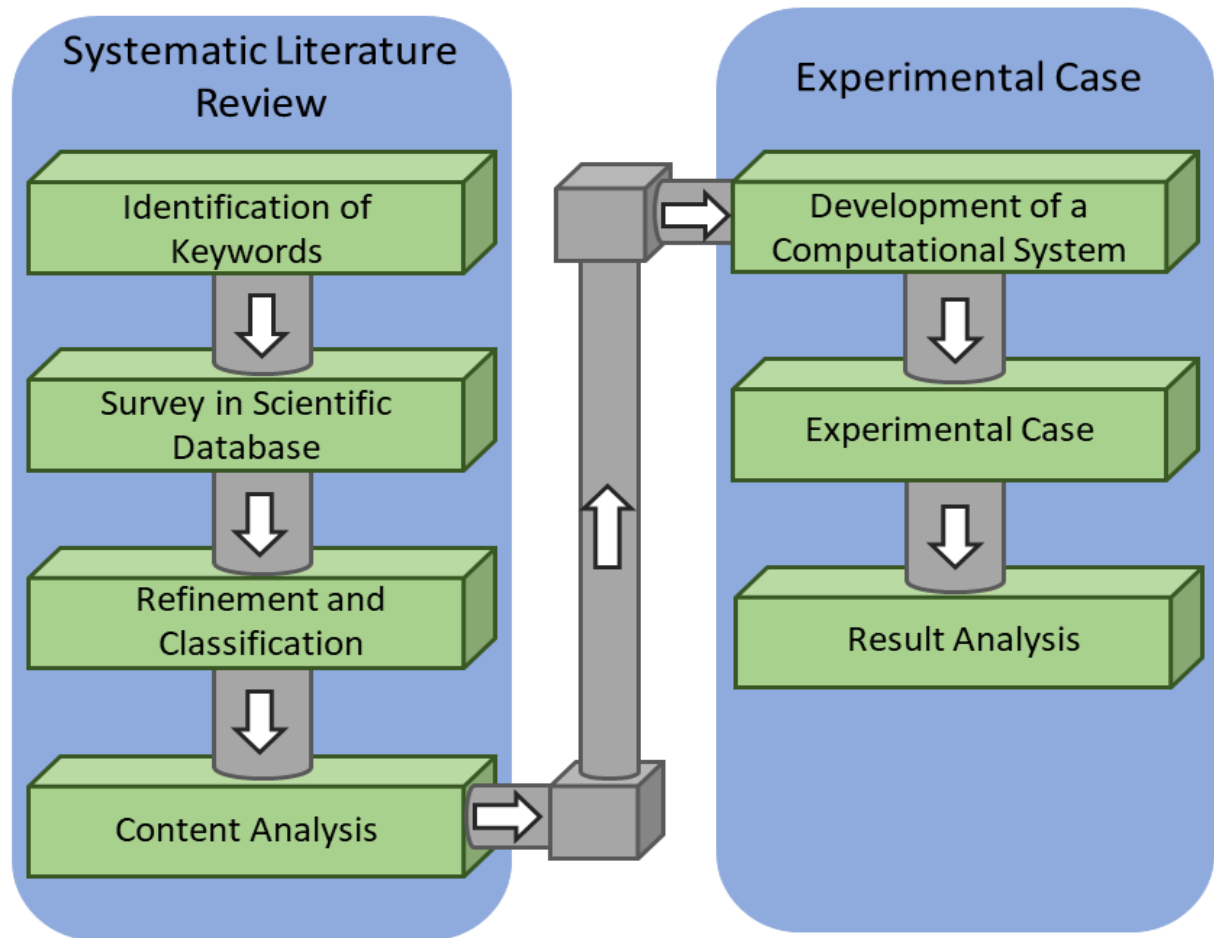 Systematic Literature
Review
Identification of
Keywords
Survey in Scientific
Database
Refinement and
Classification
Content Analysis
Experimental Case
Development of a
Computational System
Experimental Case
Result Analysis